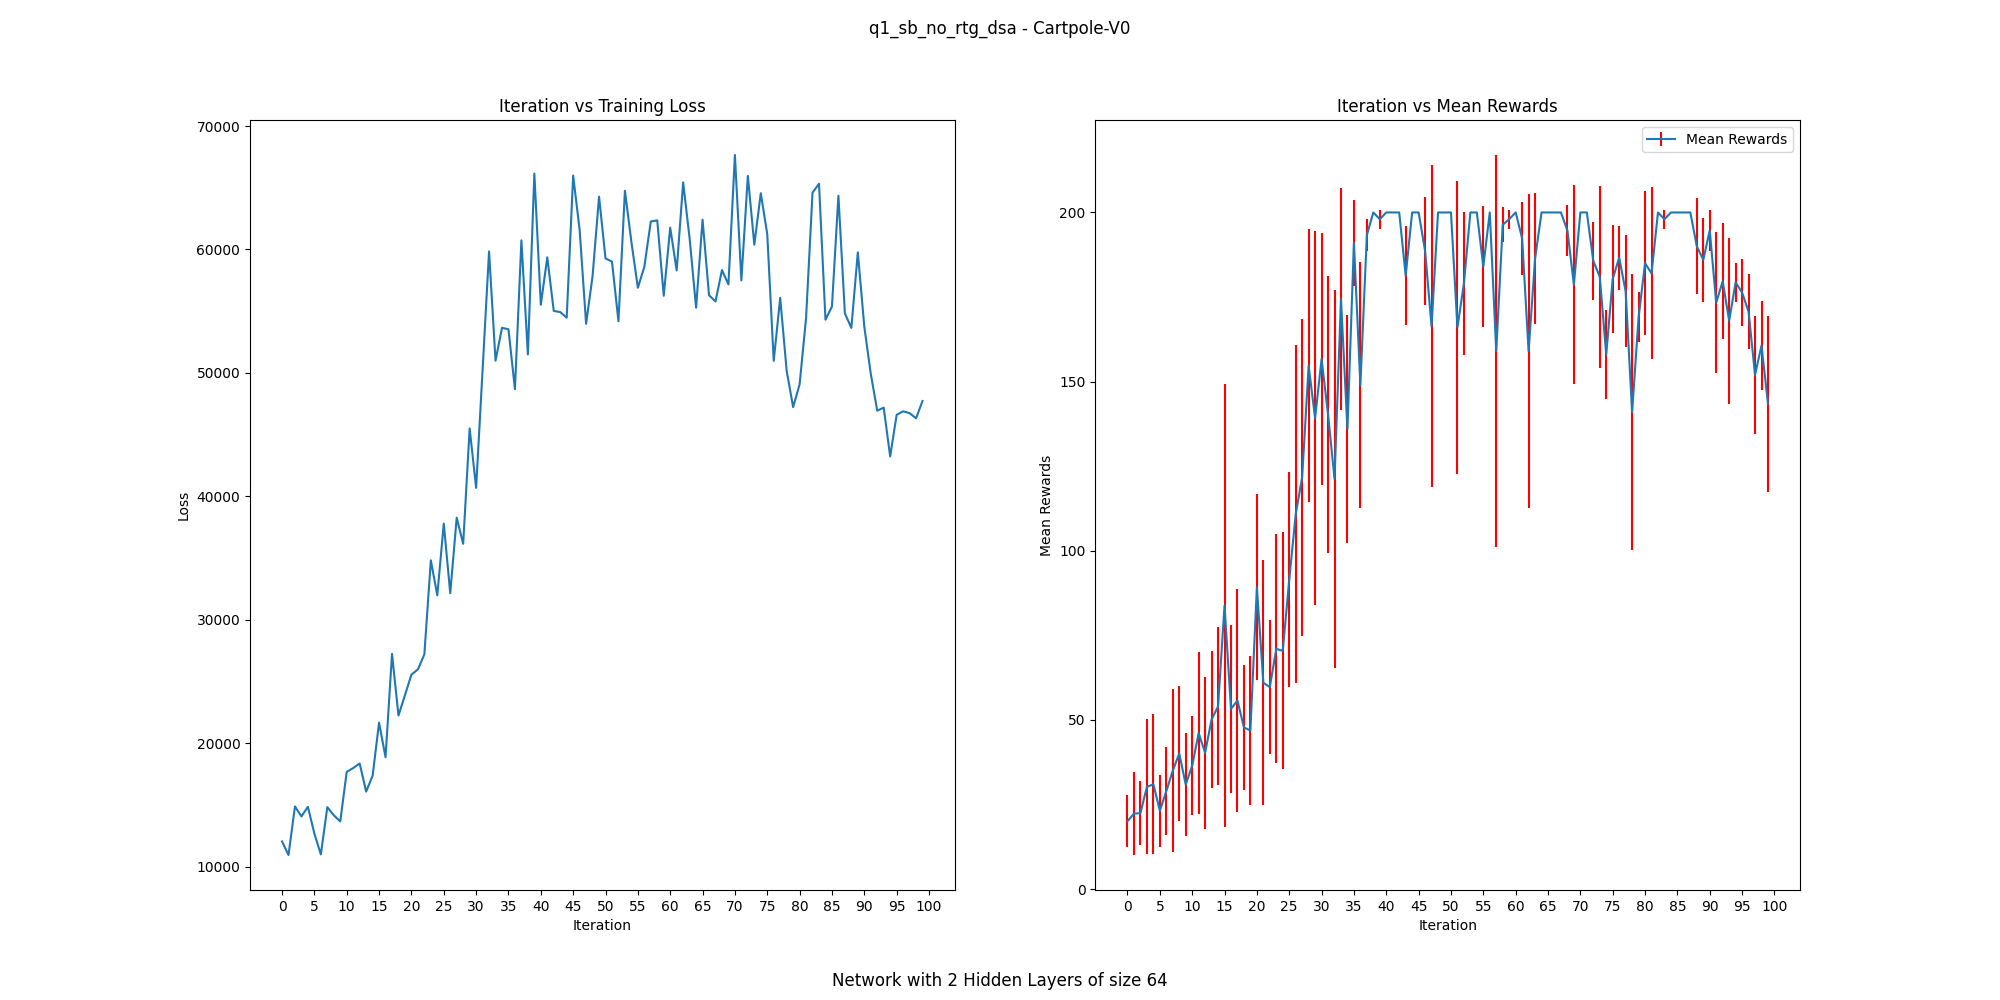 q1_sb_no_rtg_dsa - Cartpole-V0
Iteration vs Training Loss
70000
60000
50000
40000
30000
20000
10000
Loss
0 5 10 15 20 25 30 35 40 45 50 55 60 65 70 75 80 85 90 95 100
Iteration
Iteration vs Mean Rewards
Mean Rewards
200
150
100
50
0
Mean Rewards
0 5 10 15 20 25 30 35 40 45 50 55 60 65 70 75 80 85 90 95 100
Iteration
Network with 2 Hidden Layers of size 64